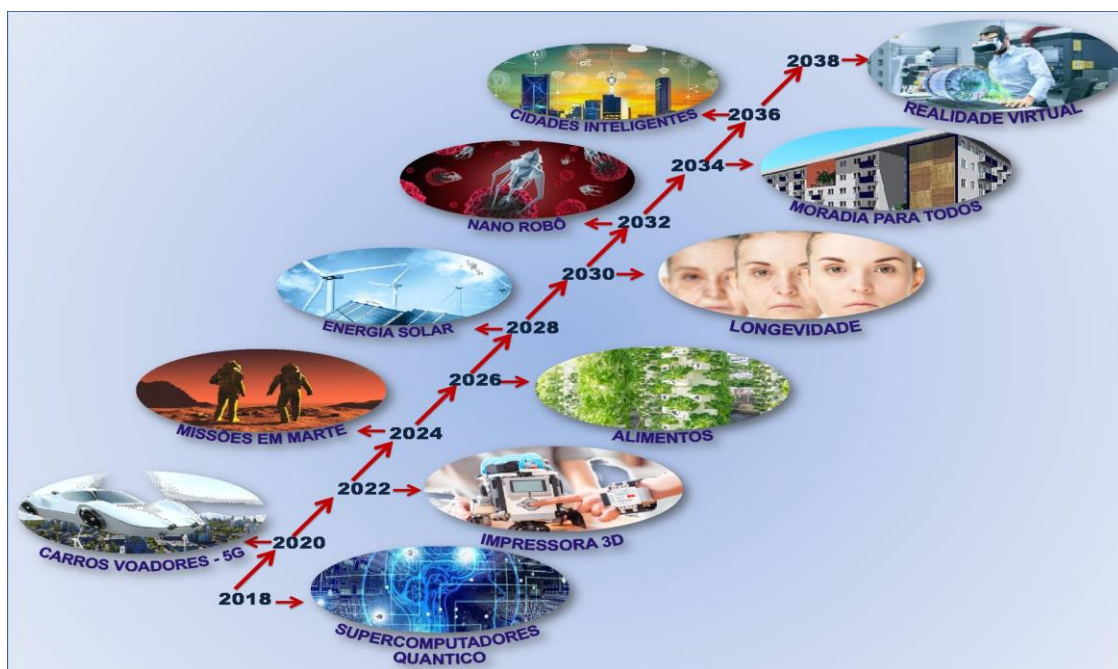 2038
REALIDADE VIRTUAL
CIDADES INTELIGENTES
2036
2034
MORADIA PARA TODOS
NANO ROBÔ
2032
2030
LONGEVIDADE
ENERGIA SOLAR
2028
2026
ALIMENTOS
MISSÕES EM MARTE
2024
2022
IMPRESSORA 3D
CARROS VOADORES - 5G
2020
2018
SUPERCOMPUTADORES
QUANTICO